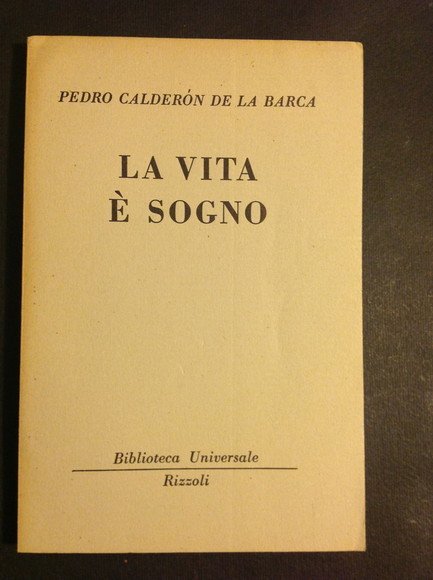 PEDRO CALDERÓN DE LA BARCA
LA VITA
È SOGNO
Biblioteca Universale
Rizzoli